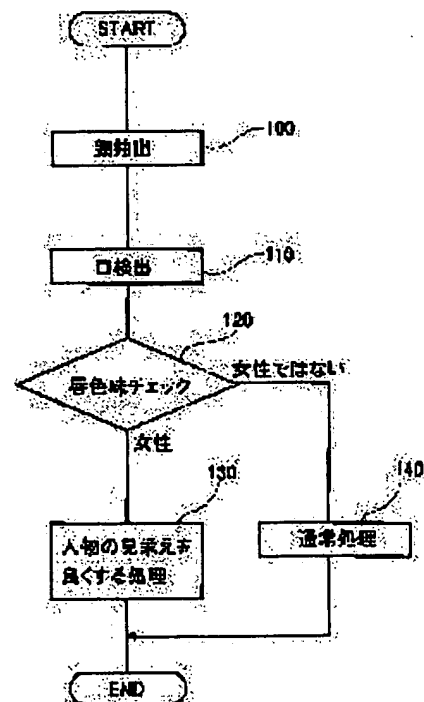 START
顔抽出
100
口検出
110
120
唇色味チェック
女性ではない
女性
130
140
人物の見栄えを
良くする処理
通常処理
END